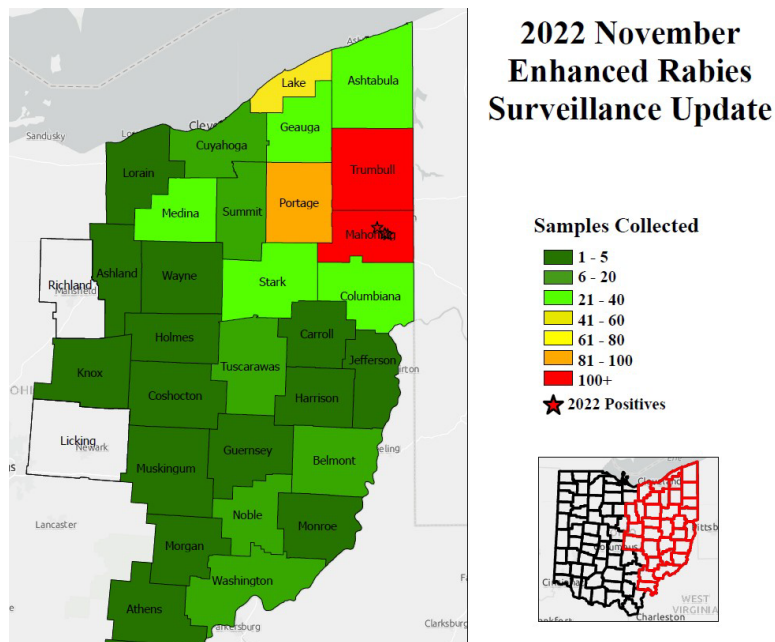 2022 November
Enhanced Rabies
Surveillance Update
Lake
Ashtabula
Geauga
Sandusky
Cuyahoga
Trumbull
Lorain
Portage
Medina
Summit
Mahoning
Richland
Ashland
Wayne
Stark
Columbiana
Holmes
Carroll
Jefferson
Tuscarawas
Knox
Coshocton
Harrison
Licking
Newark
Guernsey
Muskingum
Belmont
Noble
Lancaster
Monroe
Morgan
Washington
Athens
Clarksburg
Samples Collected
1 - 5
6 - 20
21 - 40
41 - 60
61 - 80
81 - 100
100+
2022 Positives
Cleveland
WEST
VIRGINIA
Charleston